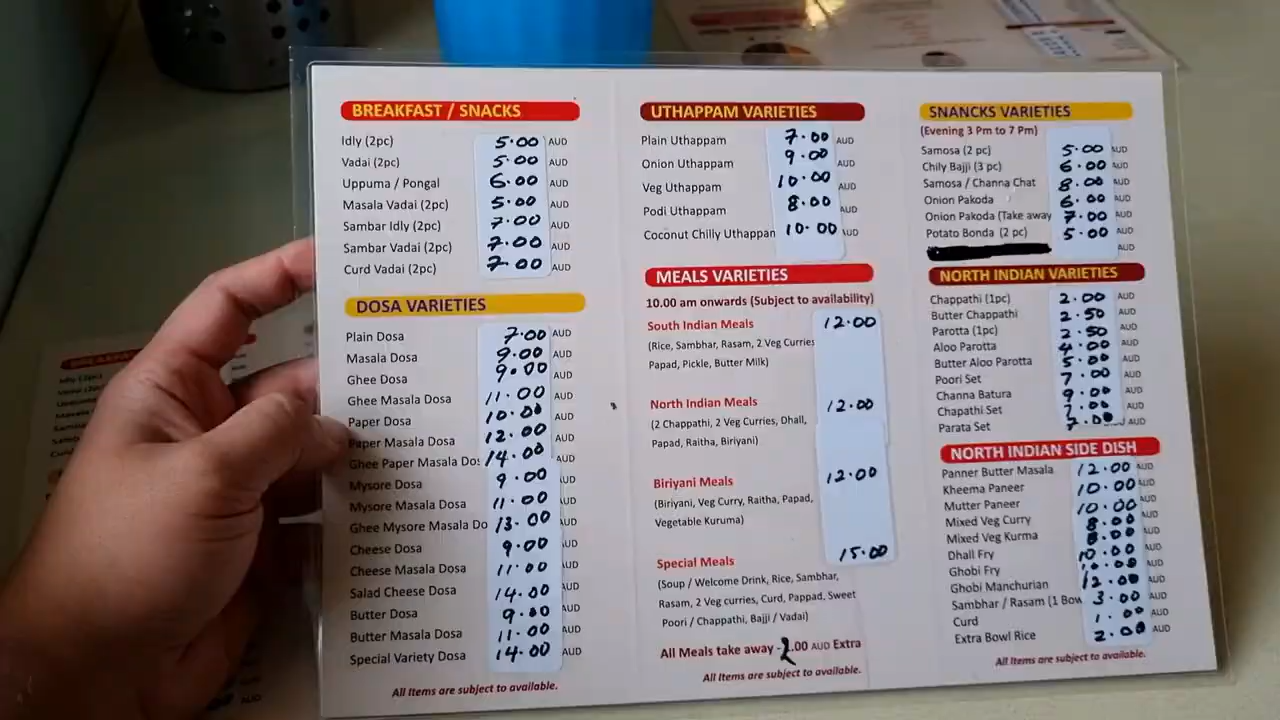 BREAKFAST / SNACKS
Idly (2pc) 5.00 AUD
Vadai (2pc) 5.00 AUD
Uppuma / Pongal 6.00 AUD
Masala Vadai (2pc) 5.00 AUD
Sambar Idly (2pc) 7.00 AUD
Sambar Vadai (2pc) 7.00 AUD
Curd Vadai (2pc) 7.00 AUD
DOSA VARIETIES
Plain Dosa 7.00 AUD
Masala Dosa 9.00 AUD
Ghee Dosa 9.00 AUD
Ghee Masala Dosa 11.00 AUD
Paper Dosa 10.00 AUD
Paper Masala Dosa 12.00 AUD
Ghee Paper Masala Dos 14.00 AUD
Mysore Dosa 9.00 AUD
Mysore Masala Dosa 11.00 AUD
Ghee Mysore Masala Do 13.00 AUD
Cheese Dosa 9.00 AUD
Cheese Masala Dosa 11.00 AUD
Salad Cheese Dosa 14.00 AUD
Butter Dosa 9.00 AUD
Butter Masala Dosa 11.00 AUD
Special Variety Dosa 14.00 AUD
All Items are subject to available.
UTHAPPAM VARIETIES
Plain Uthappam 7.00 AUD
Onion Uthappam 9.00 AUD
Veg Uthappam 10.00 AUD
Podi Uthappam 8.00 AUD
Coconut Chilly Uthappan 10.00 AUD
MEALS VARIETIES
10.00 am onwards (Subject to availability)
South Indian Meals 12.00
(Rice, Sambhar, Rasam, 2 Veg Curries
Papad, Pickle, Butter Milk)
North Indian Meals 12.00
(2 Chappathi, 2 Veg Curries, Dhall,
Papad, Raitha, Biriyani)
Biriyani Meals 12.00
(Biriyani, Veg Curry, Raitha, Papad,
Vegetable Kuruma)
Special Meals 15.00
(Soup / Welcome Drink, Rice, Sambhar,
Rasam, 2 Veg curries, Curd, Pappad, Sweet
Poori / Chappathi, Bajji / Vadai)
All Meals take away - 2.00 AUD Extra
All Items are subject to available.
SNANCKS VARIETIES
(Evening 3 Pm to 7 Pm)
Samosa (2 pc) 5.00 AUD
Chily Bajji (3 pc) 6.00 AUD
Samosa / Channa Chat 8.00 AUD
Onion Pakoda 6.00 AUD
Onion Pakoda (Take away 7.00 AUD
Potato Bonda (2 pc) 5.00 AUD
AUD
NORTH INDIAN VARIETIES
Chappathi (1pc) 2.00 AUD
Butter Chappathi 2.50 AUD
Parotta (1pc) 2.50 AUD
Aloo Parotta 4.00 AUD
Butter Aloo Parotta 5.00 AUD
Poori Set 7.00 AUD
Channa Batura 9.00 AUD
Chapathi Set 7.00 AUD
Parata Set 7.00 AUD
NORTH INDIAN SIDE DISH
Panner Butter Masala 12.00 AUD
Kheema Paneer 10.00 AUD
Mutter Paneer 10.00 AUD
Mixed Veg Curry 8.00 AUD
Mixed Veg Kurma 8.00 AUD
Dhall Fry 10.00 AUD
Ghobi Fry AUD
Ghobi Manchurian 12.00 AUD
Sambhar / Rasam (1 Bow 3.00 AUD
Curd 1.00 AUD
Extra Bowl Rice 2.00 AUD
All Items are subject to available.